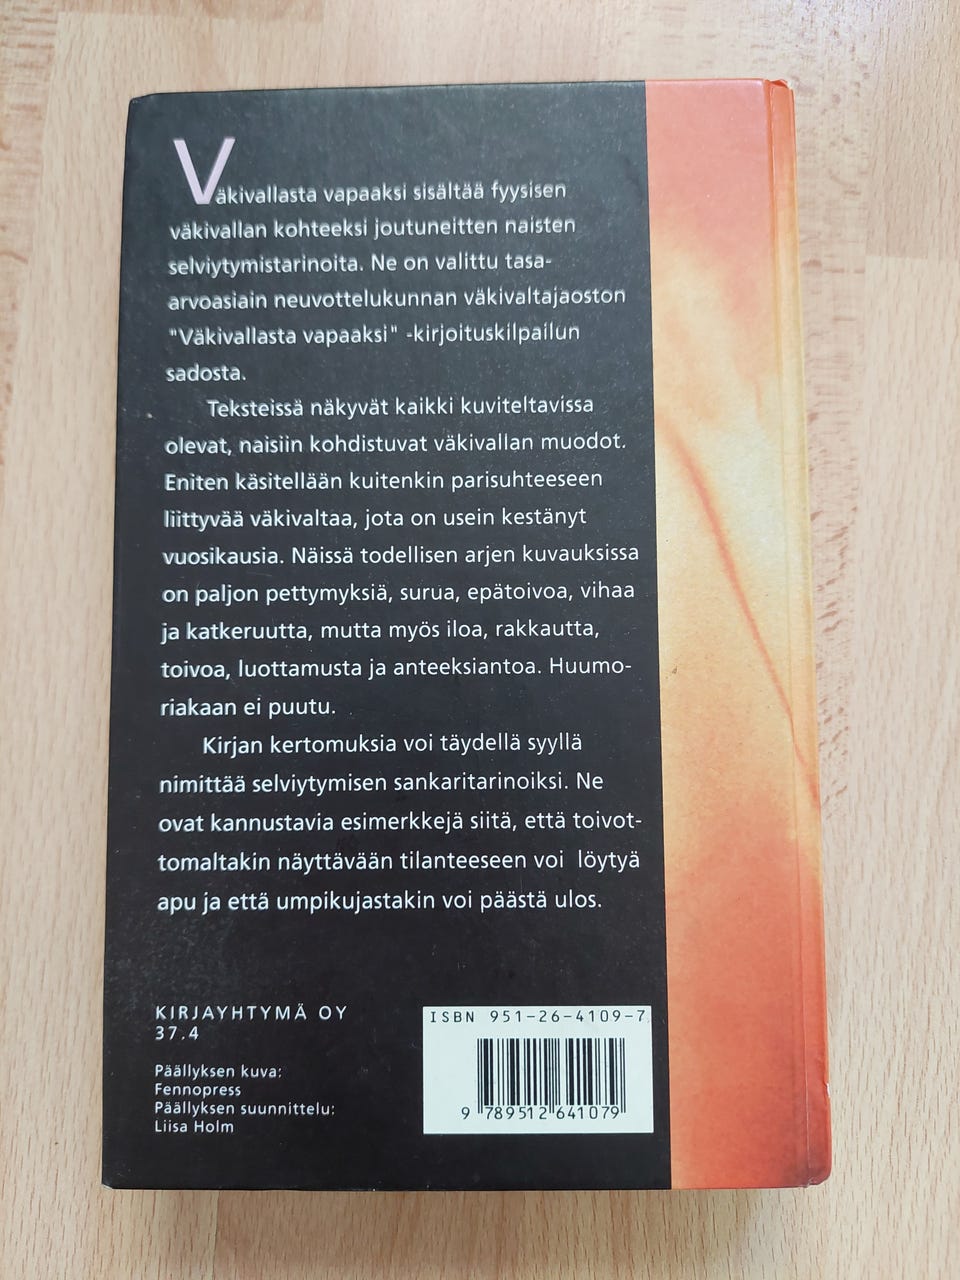 Väkivallasta vapaaksi sisältää fyysisen
väkivallan kohteeksi joutuneitten naisten
selviytymistarinoita. Ne on valittu tasa-
arvoasiain neuvottelukunnan väkivaltajaoston
"Väkivallasta vapaaksi" -kirjoituskilpailun
sadosta.
Teksteissä näkyvät kaikki kuviteltavissa
olevat, naisiin kohdistuvat väkivallan muodot.
Eniten käsitellään kuitenkin parisuhteeseen
liittyvää väkivaltaa, jota on usein kestänyt
vuosikausia. Näissä todellisen arjen kuvauksissa
on paljon pettymyksiä, surua, epätoivoa, vihaa
ja katkeruutta, mutta myös iloa, rakkautta,
toivoa, luottamusta ja anteeksiantoa. Huumo-
riakaan ei puutu.
Kirjan kertomuksia voi täydellä syyllä
nimittää selviytymisen sankaritarinoiksi. Ne
ovat kannustavia esimerkkejä siitä, että toivot-
tomaltakin näyttävään tilanteeseen voi löytyä
apu ja että umpikujastakin voi päästä ulos.
KIRJAYHTYMÄ OY
37.4
Päällyksen kuva:
Fennopress
Päällyksen suunnittelu:
Liisa Holm
ISBN 951-26-4109-7
9 789512 641079